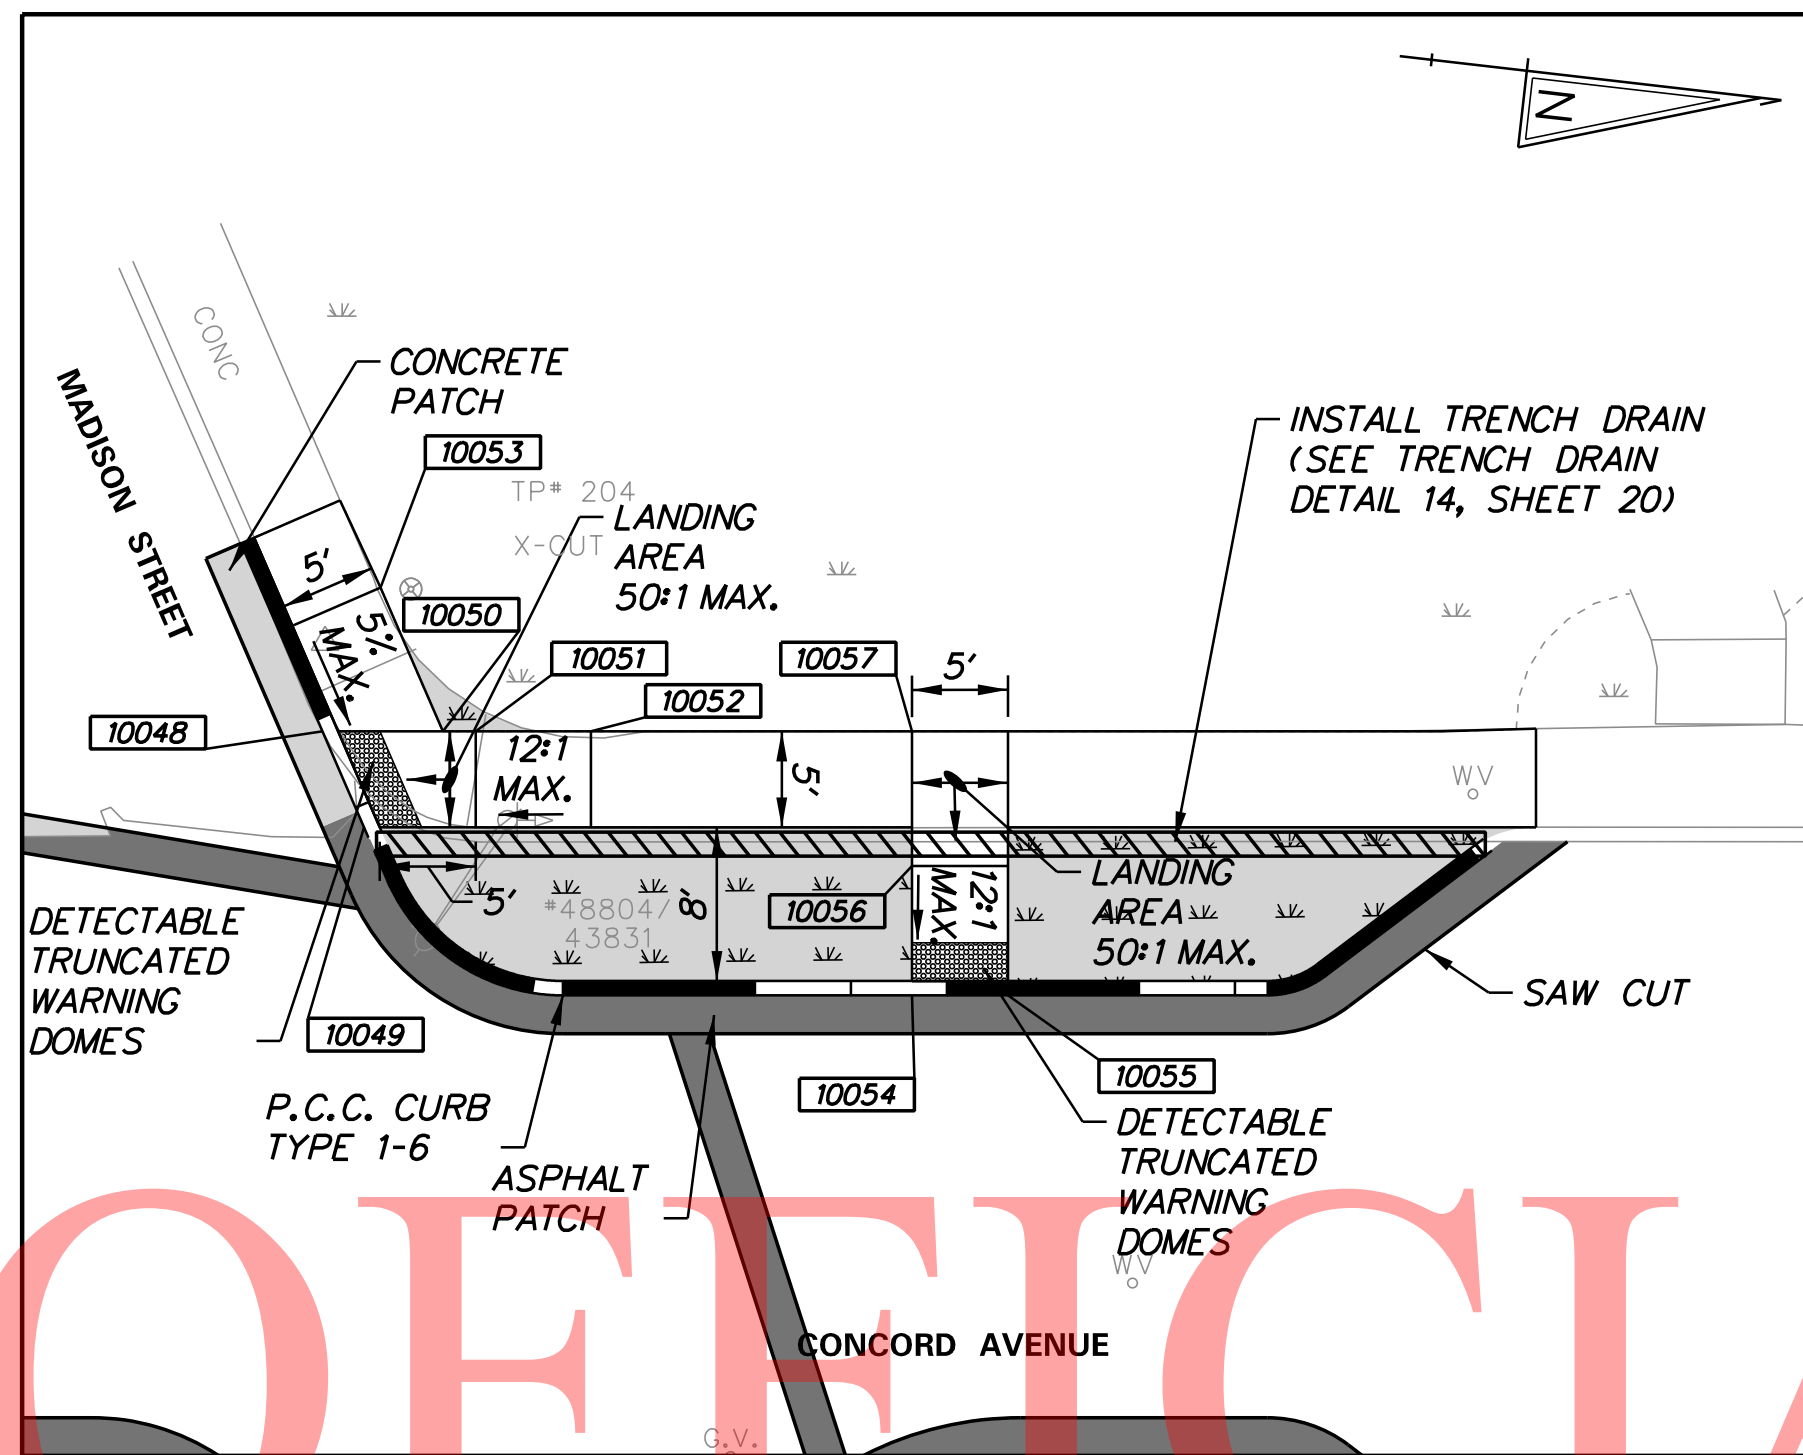 N
CONC
MADISON STREET
CONCRETE
PATCH
10053
TP# 204
X-CUT
LANDING
AREA
50:1 MAX.
INSTALL TRENCH DRAIN
(SEE TRENCH DRAIN
DETAIL 14, SHEET 20)
5'
5%
MAX.
10050
10051
10052
10057
5'
10048
12:1
MAX.
5'
WV
DETECTABLE
TRUNCATED
WARNING
DOMES
5'
#48804/
43831
8'
10056
12:1
MAX.
LANDING
AREA
50:1 MAX.
SAW CUT
10049
10054
10055
P.C.C. CURB
TYPE 1-6
ASPHALT
PATCH
DETECTABLE
TRUNCATED
WARNING
DOMES
WV
CONCORD AVENUE
G.V.
OFFICIA